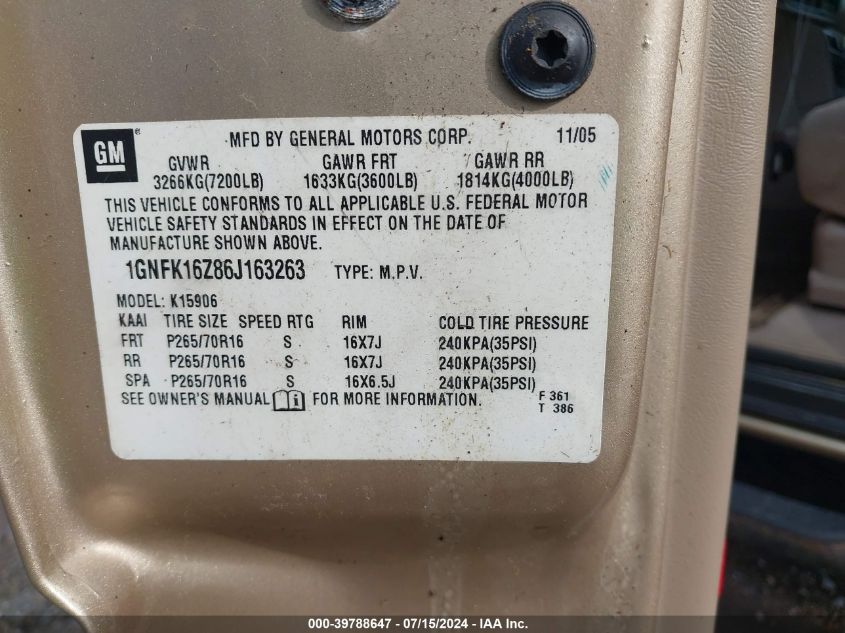 GM ® MFD BY GENERAL MOTORS CORP. 11/05
GVWR GAWR FRT GAWR RR
3266KG(7200LB) 1633KG(3600LB) 1814KG(4000LB)
THIS VEHICLE CONFORMS TO ALL APPLICABLE U.S. FEDERAL MOTOR
VEHICLE SAFETY STANDARDS IN EFFECT ON THE DATE OF
MANUFACTURE SHOWN ABOVE.
1GNFK16Z86J163263 TYPE: M.P.V.
MODEL: K15906
KAAI TIRE SIZE SPEED RTG RIM COLD TIRE PRESSURE
FRT P265/70R16 S 16X7J 240KPA(35PSI)
RR P265/70R16 S 16X7J 240KPA(35PSI)
SPA P265/70R16 S 16X6.5J 240KPA(35PSI)
SEE OWNER'S MANUAL i FOR MORE INFORMATION. F 361
T 386
000-39788647 - 07/15/2024 - IAA Inc.